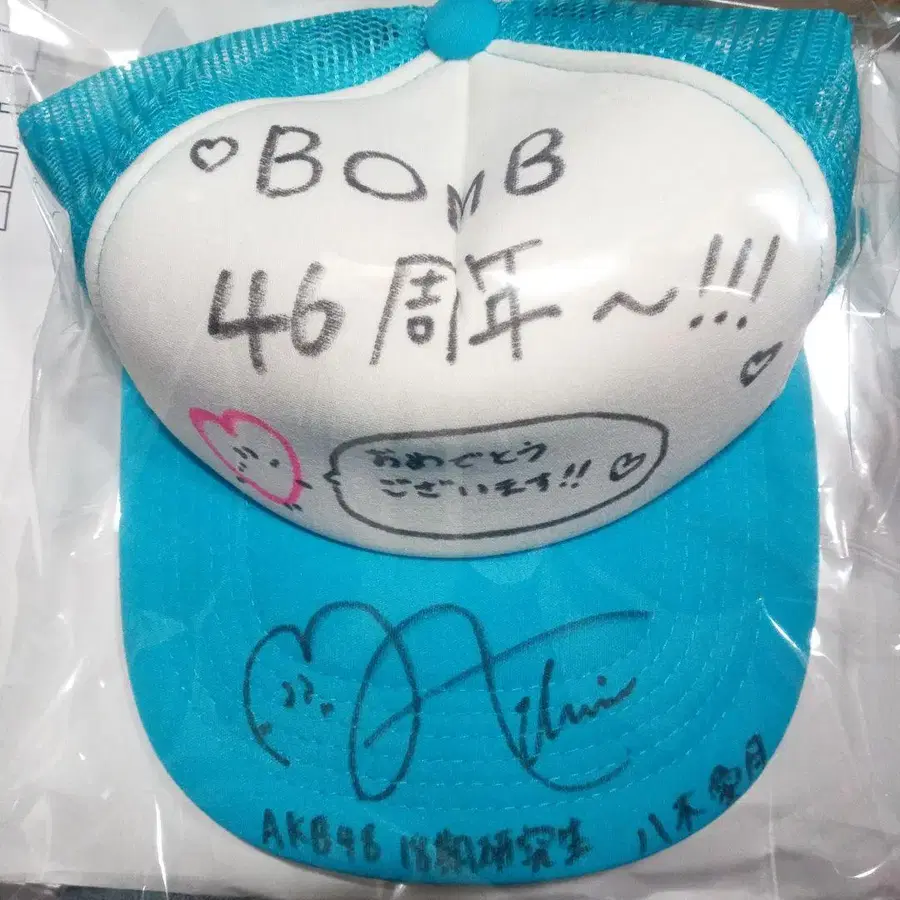 ♡BOMB
46周年〜!!!♡
おめでとう
ございます!!♡
AKB48 18期研究生 八木愛月